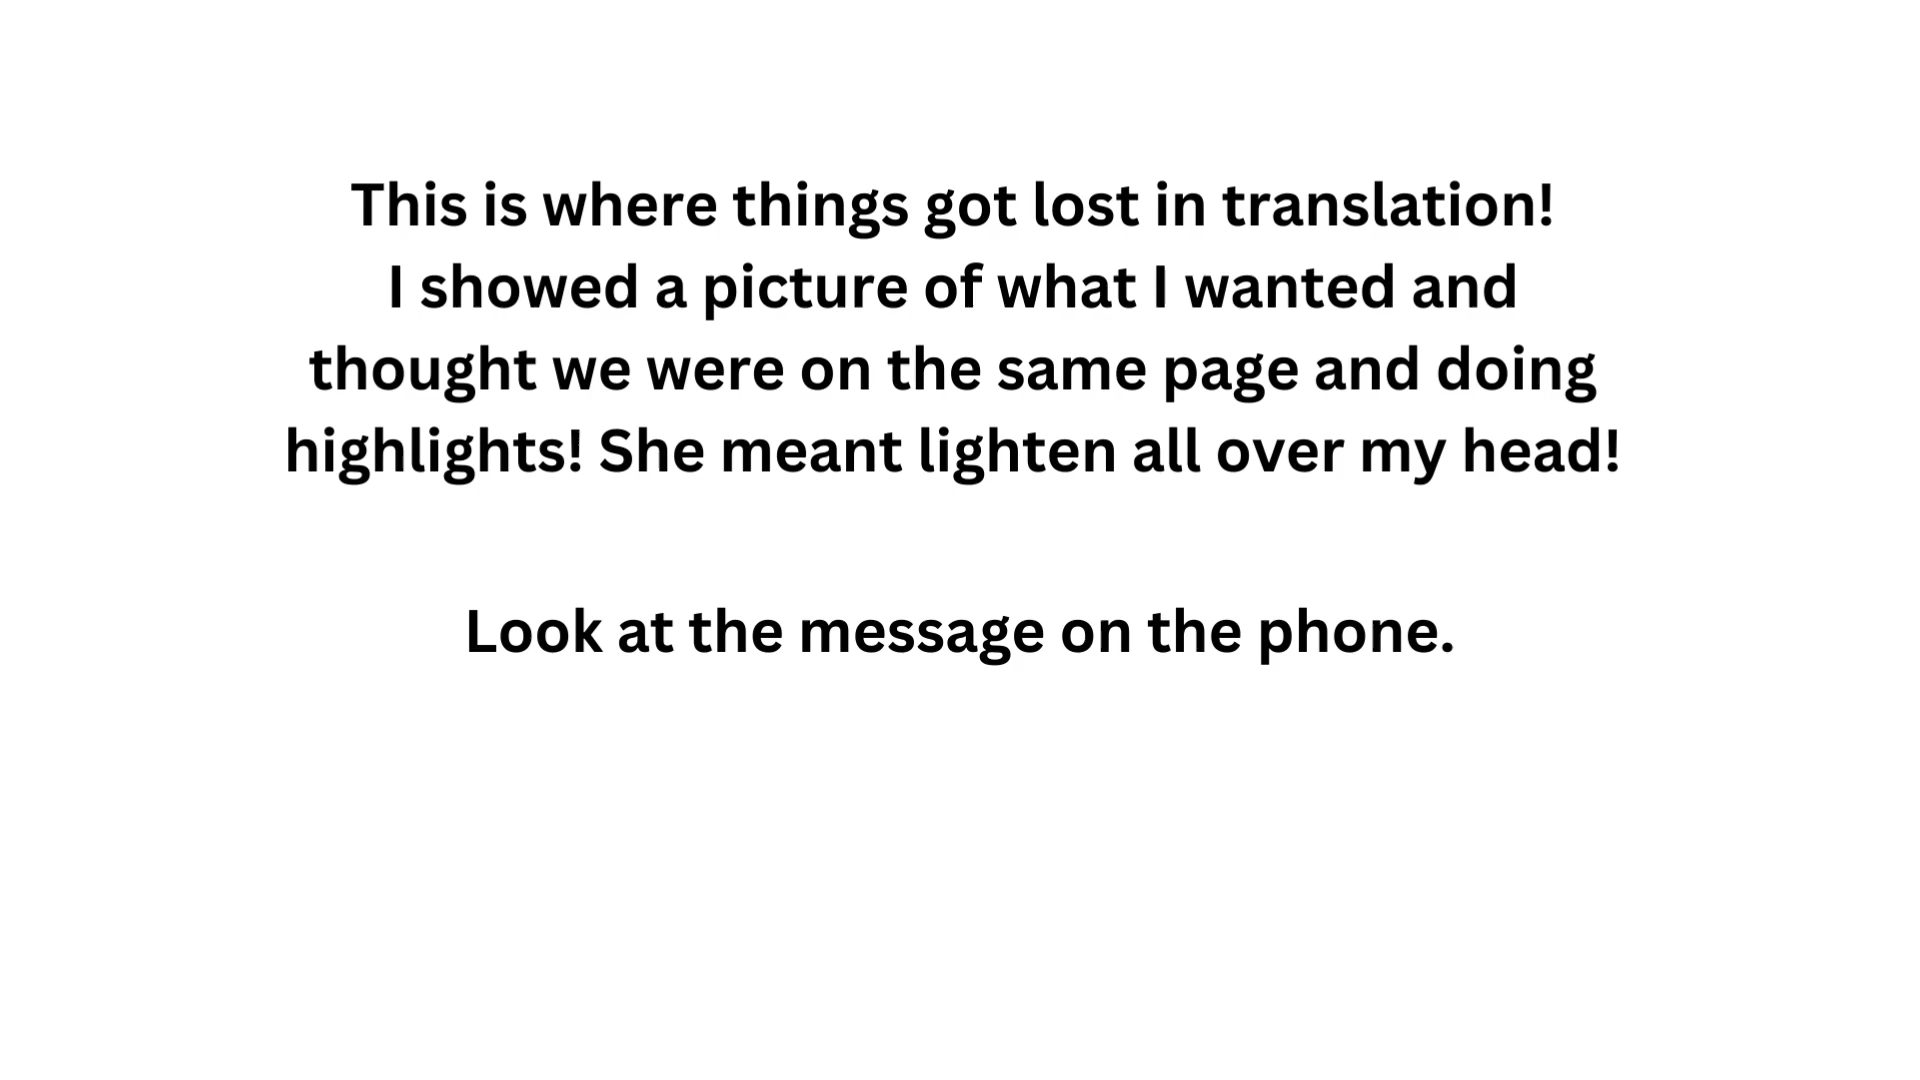 This is where things got lost in translation!
I showed a picture of what I wanted and
thought we were on the same page and doing
highlights! She meant lighten all over my head!
Look at the message on the phone.